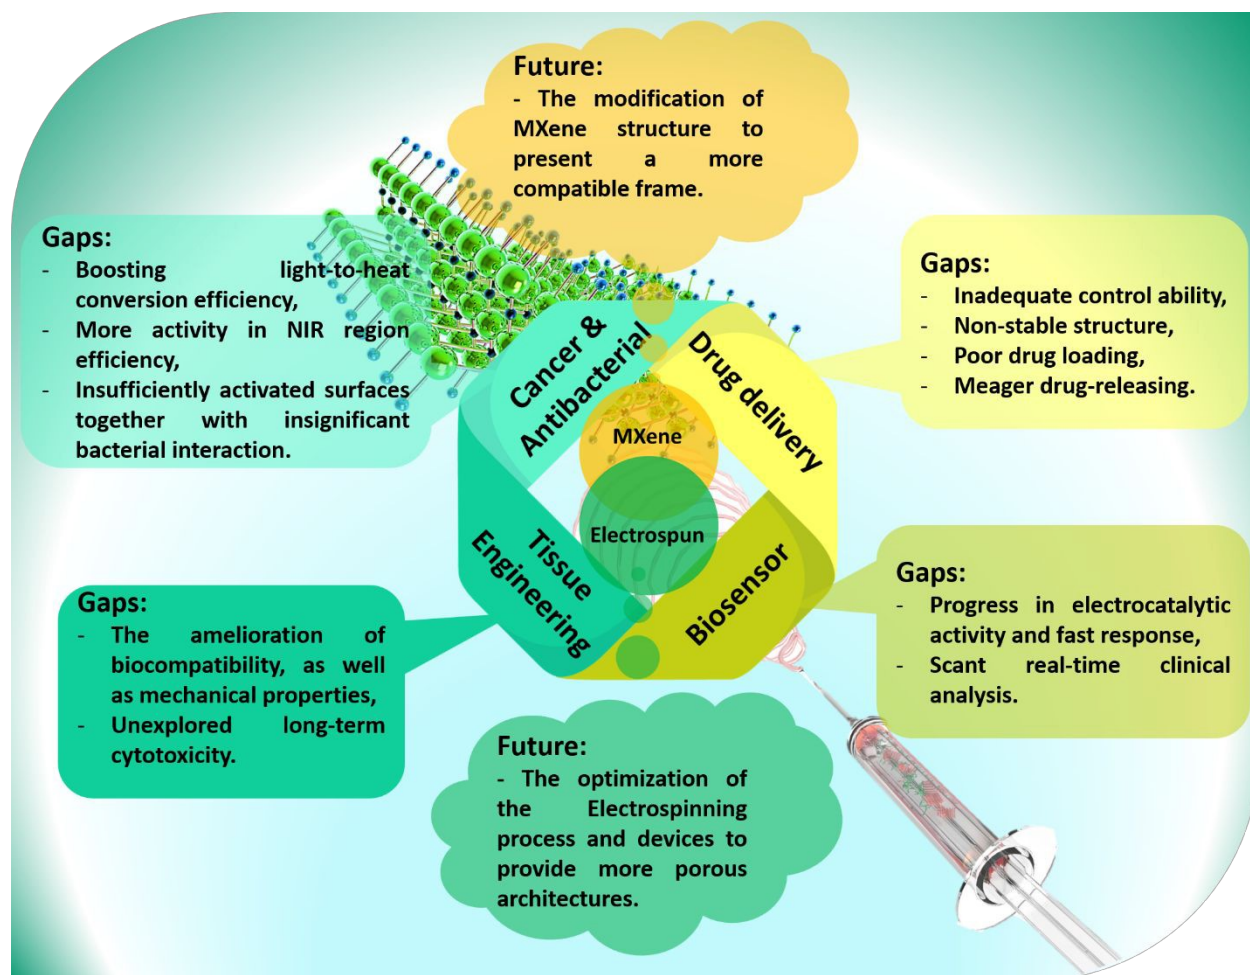 Future:
- The modification of
MXene structure to
present a more
compatible frame.
Gaps:
- Boosting light-to-heat
conversion efficiency,
- More activity in NIR region
efficiency,
- Insufficiently activated surfaces
together with insignificant
bacterial interaction.
Gaps:
- Inadequate control ability,
- Non-stable structure,
- Poor drug loading,
- Meager drug-releasing.
Cancer &
Antibacterial
Drug delivery
MXene
Electrospun
Tissue
Engineering
Biosensor
Gaps:
- The amelioration of
biocompatibility, as well
as mechanical properties,
- Unexplored long-term
cytotoxicity.
Gaps:
- Progress in electrocatalytic
activity and fast response,
- Scant real-time clinical
analysis.
Future:
- The optimization of
the Electrospinning
process and devices to
provide more porous
architectures.